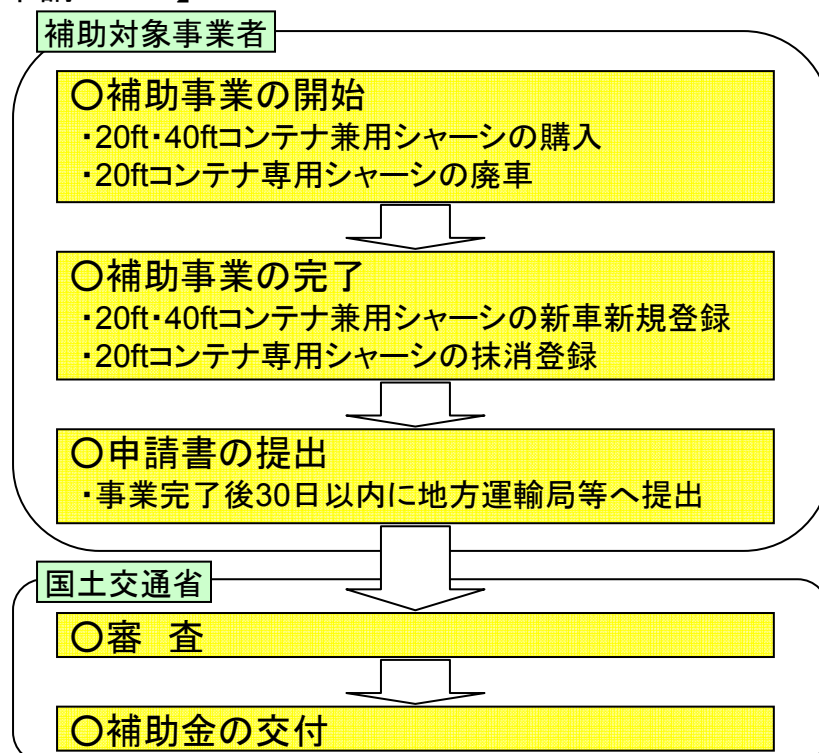 補助対象事業者
○補助事業の開始
・20ft・40ftコンテナ兼用シャーシの購入
・20ftコンテナ専用シャーシの廃車
○補助事業の完了
・20ft・40ftコンテナ兼用シャーシの新車新規登録
・20ftコンテナ専用シャーシの抹消登録
○申請書の提出
・事業完了後30日以内に地方運輸局等へ提出
国土交通省
○審　査
○補助金の交付